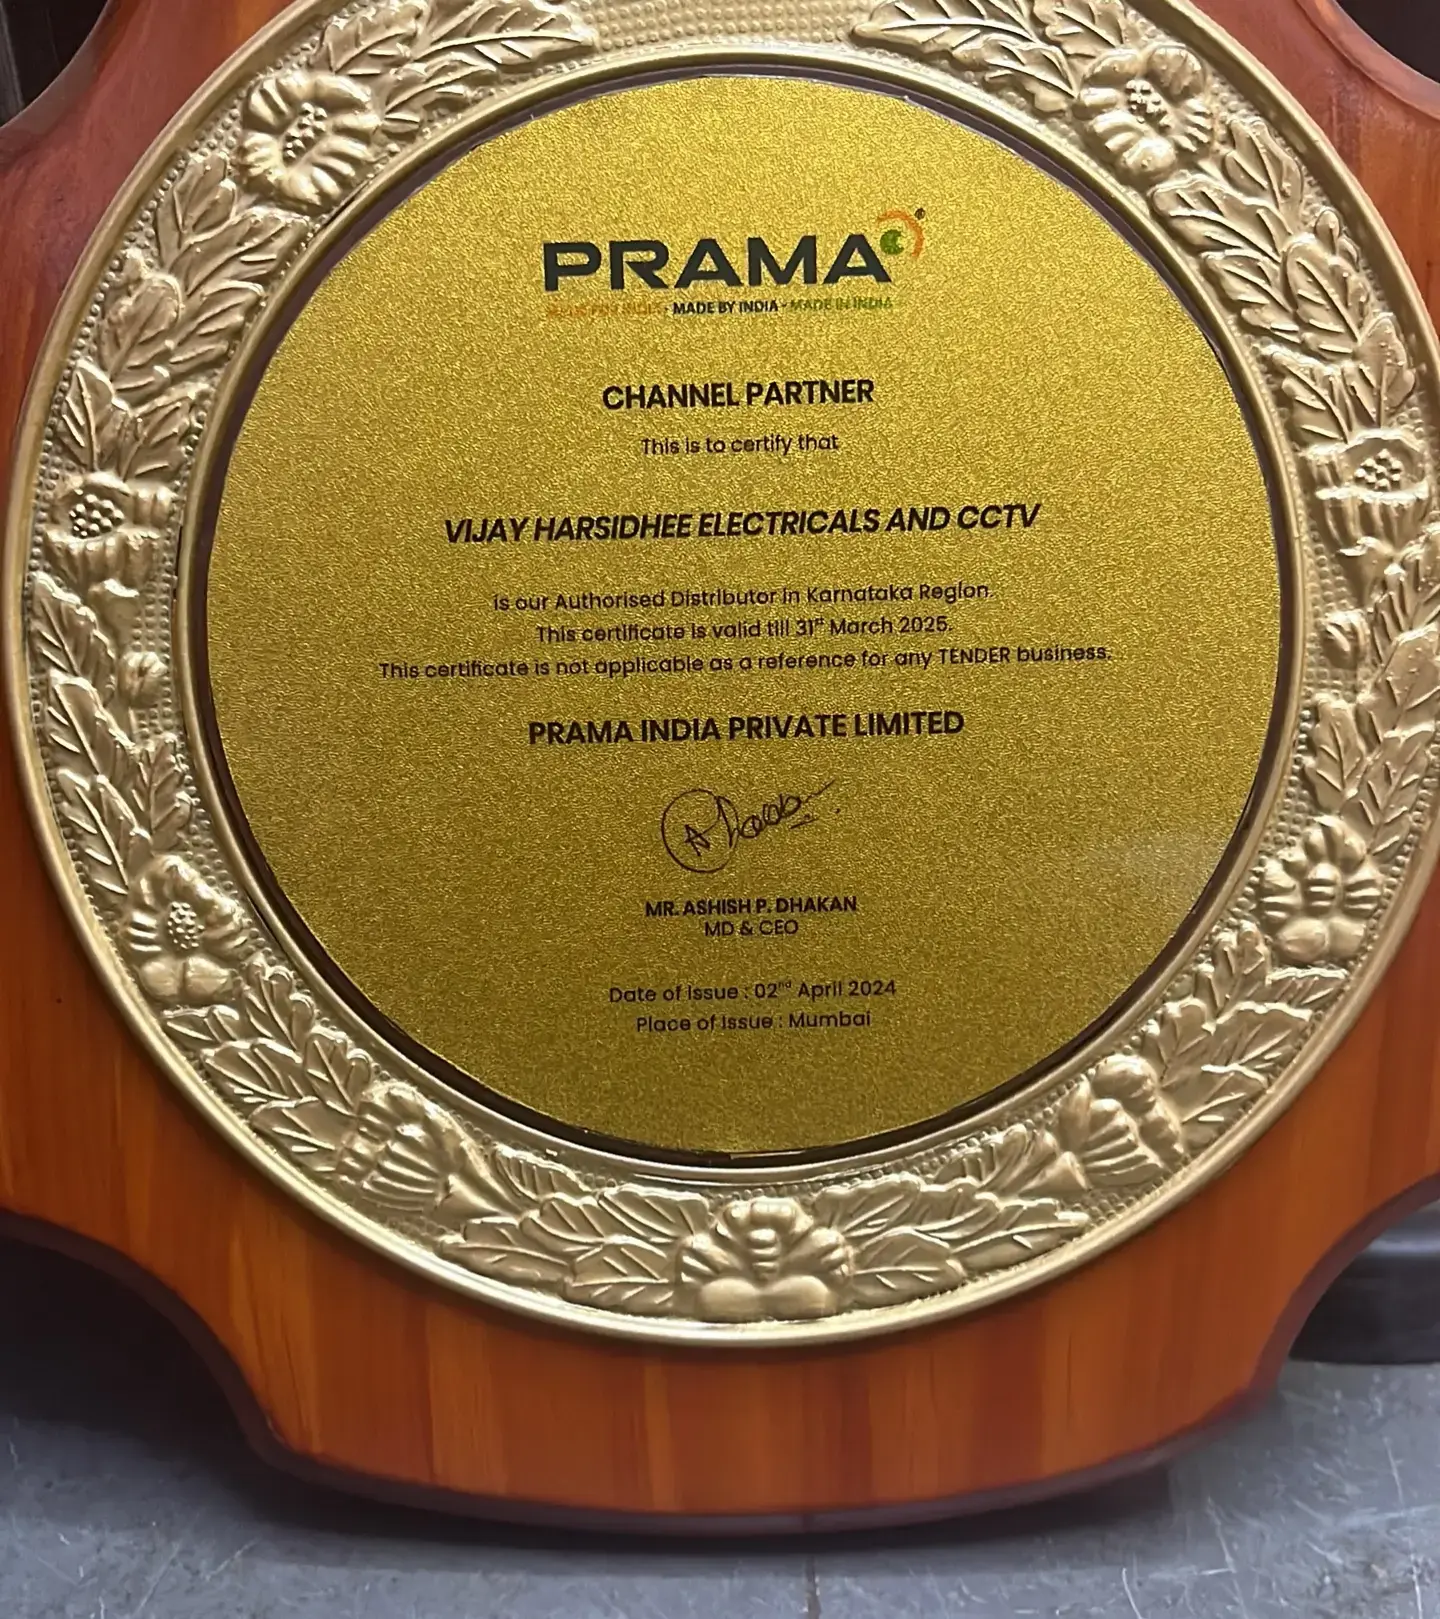 PRAMA®
MADE FOR INDIA • MADE BY INDIA • MADE IN INDIA
CHANNEL PARTNER
This is to certify that
VIJAY HARSIDHEE ELECTRICALS AND CCTV
is our Authorised Distributor in Karnataka Region.
This certificate is valid till 31st March 2025.
This certificate is not applicable as a reference for any TENDER business.
PRAMA INDIA PRIVATE LIMITED
MR. ASHISH P. DHAKAN
MD & CEO
Date of Issue : 02nd April 2024
Place of Issue : Mumbai